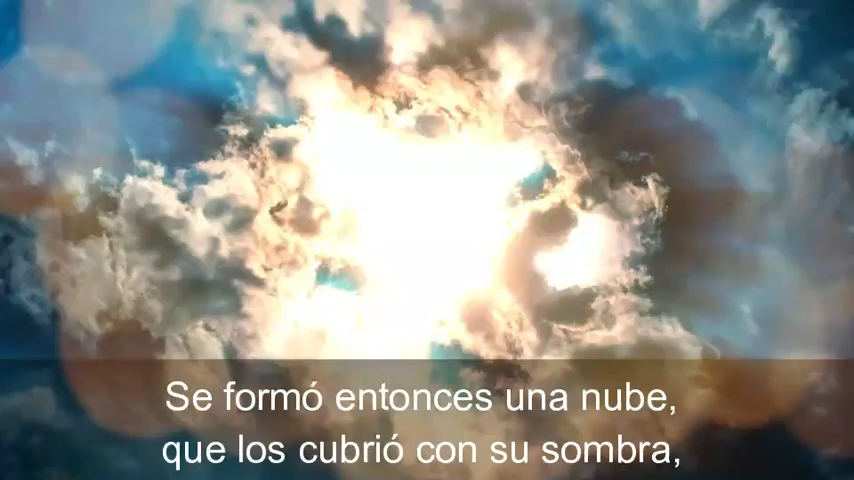 Se formó entonces una nube,
que los cubrió con su sombra,